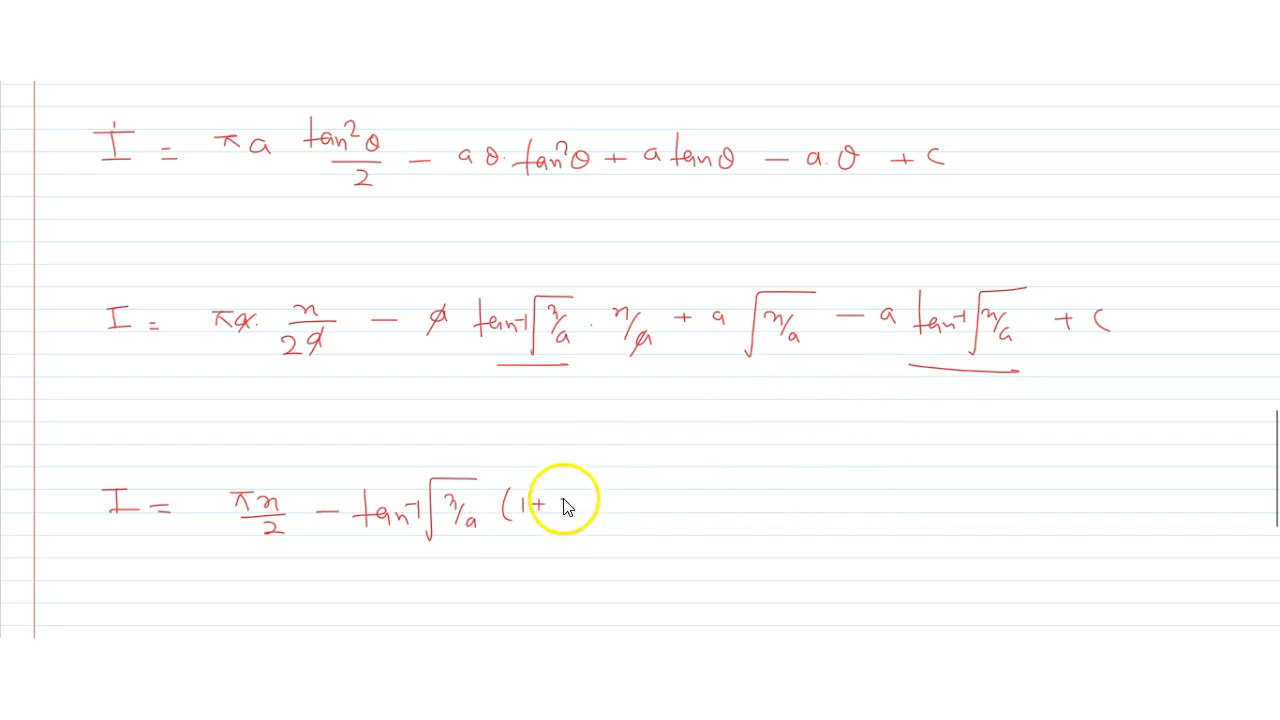 I = πa tan²θ/2 - aθ. tan²θ + a tanθ - a.θ + c
I = πa. x/2a - a tan⁻¹√x/a . x/a + a √x/a - a tan⁻¹√x/a + c
I = πx/2 - tan⁻¹√x/a (1+